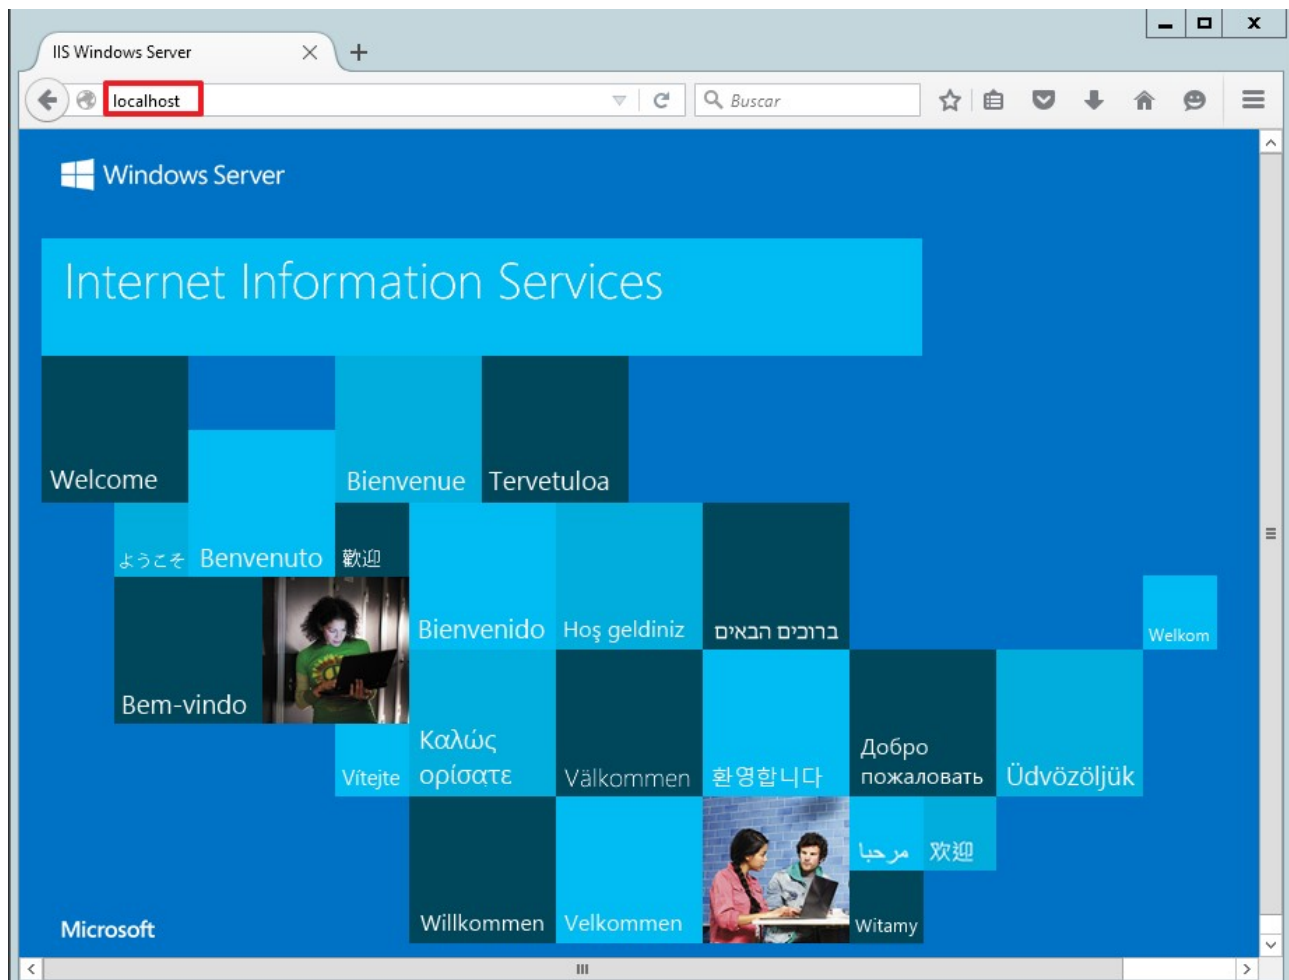 IIS Windows Server
localhost
Buscar
Windows Server
Internet Information Services
Welcome
Bienvenue
Tervetuloa
ようこそ
Benvenuto
歡迎
Bienvenido
Hoş geldiniz
ברוכים הבאים
Welkom
Bem-vindo
Vítejte
Καλώς
ορίσατε
Välkommen
환영합니다
Добро
пожаловать
Üdvözöljük
Willkommen
Velkommen
مرحبا
欢迎
Witamy
Microsoft